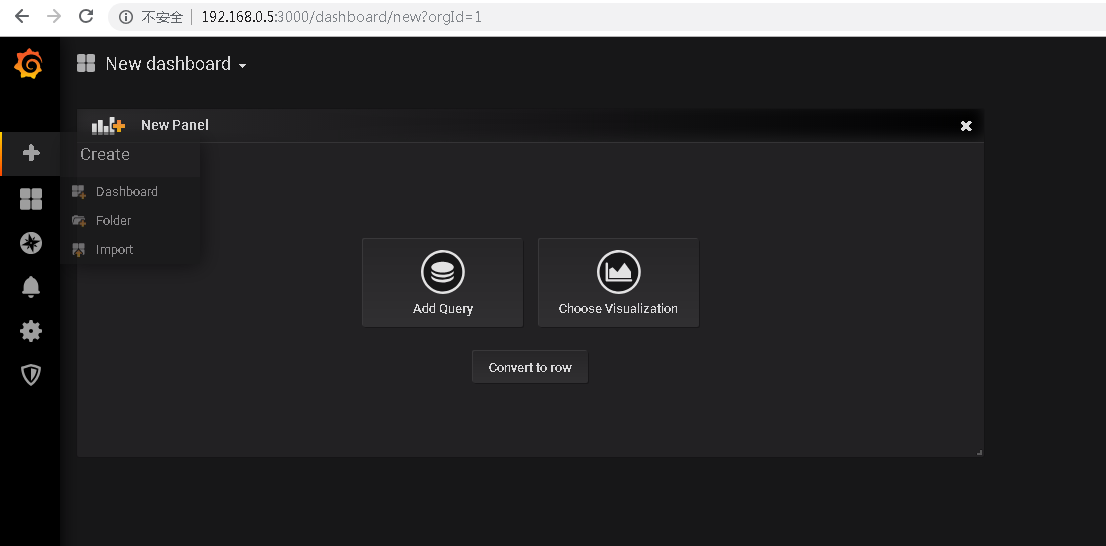 不安全 192.168.0.5:3000/dashboard/new?orgId=1
New dashboard
New Panel
Create
Dashboard
Folder
Import
Add Query
Choose Visualization
Convert to row